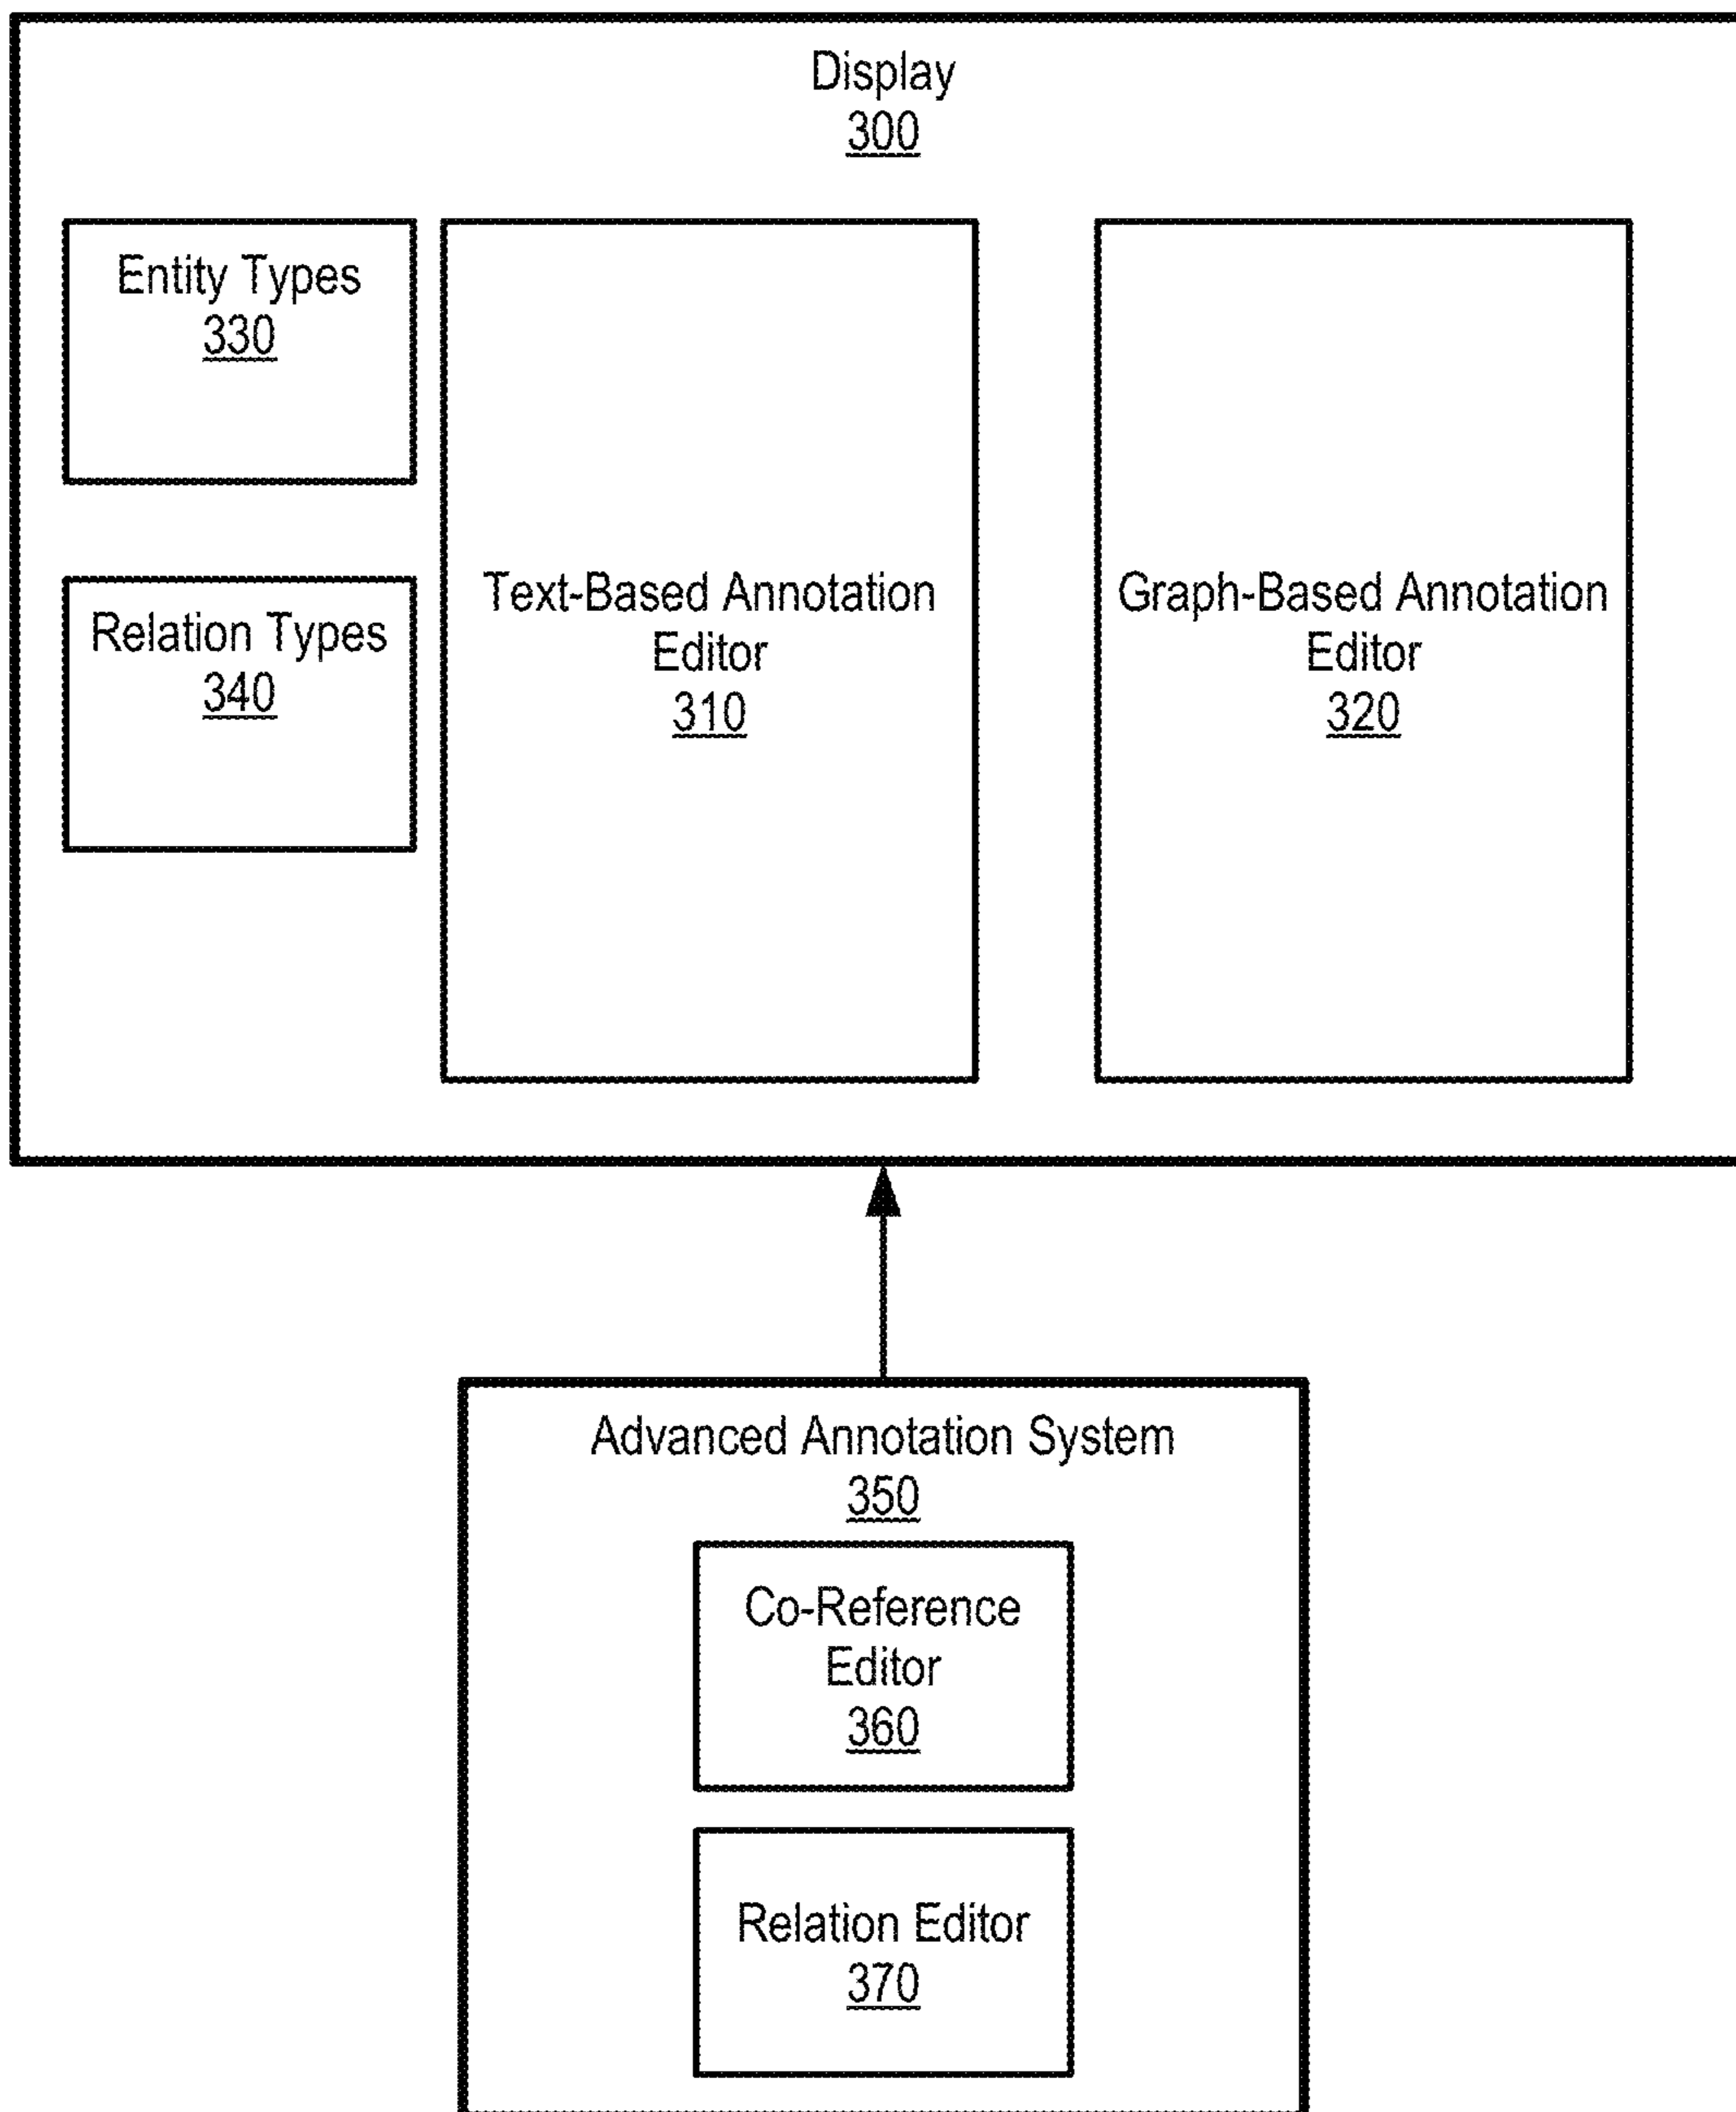 Display
300
Entity Types
330
Relation Types
340
Text-Based Annotation
Editor
310
Graph-Based Annotation
Editor
320
Advanced Annotation System
350
Co-Reference
Editor
360
Relation Editor
370